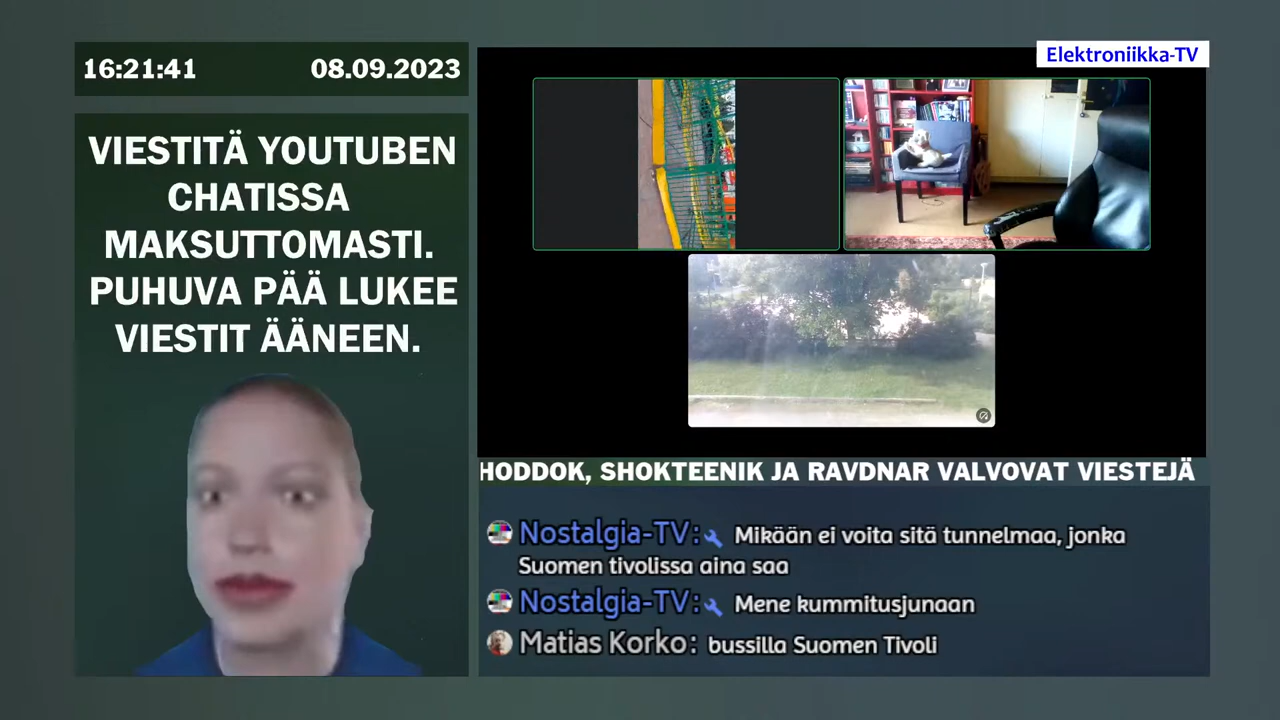 16:21:41 08.09.2023
VIESTITÄ YOUTUBEN
CHATISSA
MAKSUTTOMASTI.
PUHUVA PÄÄ LUKEE
VIESTIT ÄÄNEEN.
Elektroniikka-TV
HODDOK, SHOKTEENIK JA RAVDNAR VALVOVAT VIESTEJÄ
Nostalgia-TV: Mikään ei voita sitä tunnelmaa, jonka
Suomen tivolissa aina saa
Nostalgia-TV: Mene kummitusjunaan
Matias Korko: bussilla Suomen Tivoli